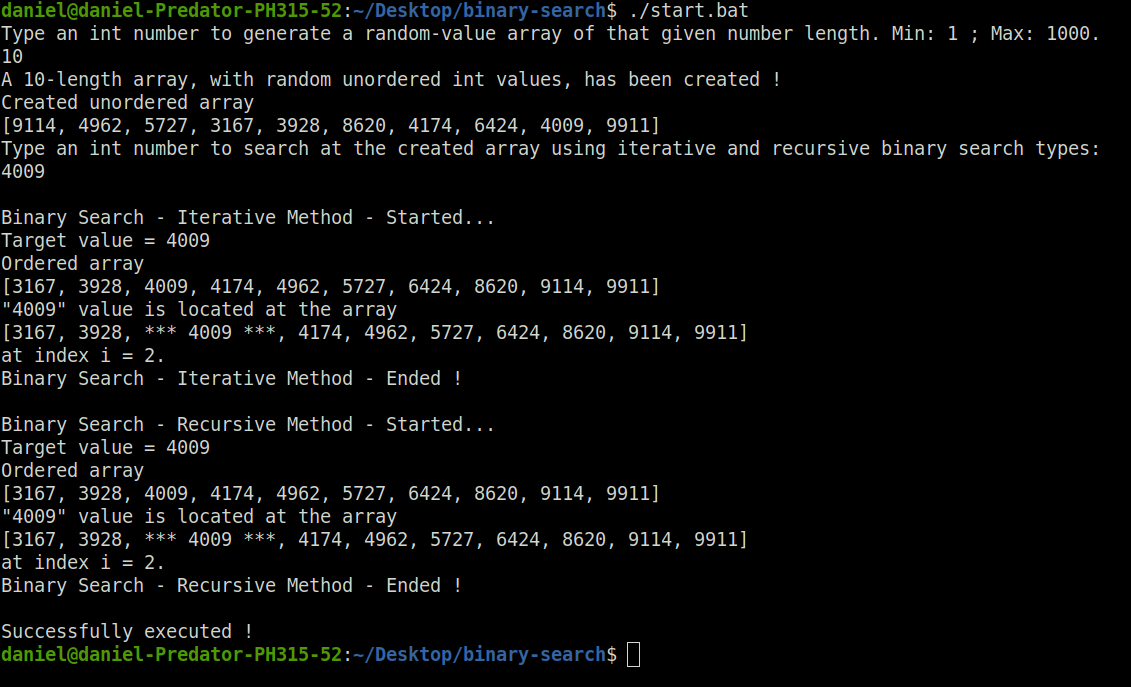 daniel@daniel-Predator-PH315-52:~/Desktop/binary-search$ ./start.bat
Type an int number to generate a random-value array of that given number length. Min: 1 ; Max: 1000.
10
A 10-length array, with random unordered int values, has been created !
Created unordered array
[9114, 4962, 5727, 3167, 3928, 8620, 4174, 6424, 4009, 9911]
Type an int number to search at the created array using iterative and recursive binary search types:
4009

Binary Search - Iterative Method - Started...
Target value = 4009
Ordered array
[3167, 3928, 4009, 4174, 4962, 5727, 6424, 8620, 9114, 9911]
"4009" value is located at the array
[3167, 3928, *** 4009 ***, 4174, 4962, 5727, 6424, 8620, 9114, 9911]
at index i = 2.
Binary Search - Iterative Method - Ended !

Binary Search - Recursive Method - Started...
Target value = 4009
Ordered array
[3167, 3928, 4009, 4174, 4962, 5727, 6424, 8620, 9114, 9911]
"4009" value is located at the array
[3167, 3928, *** 4009 ***, 4174, 4962, 5727, 6424, 8620, 9114, 9911]
at index i = 2.
Binary Search - Recursive Method - Ended !

Successfully executed !
daniel@daniel-Predator-PH315-52:~/Desktop/binary-search$